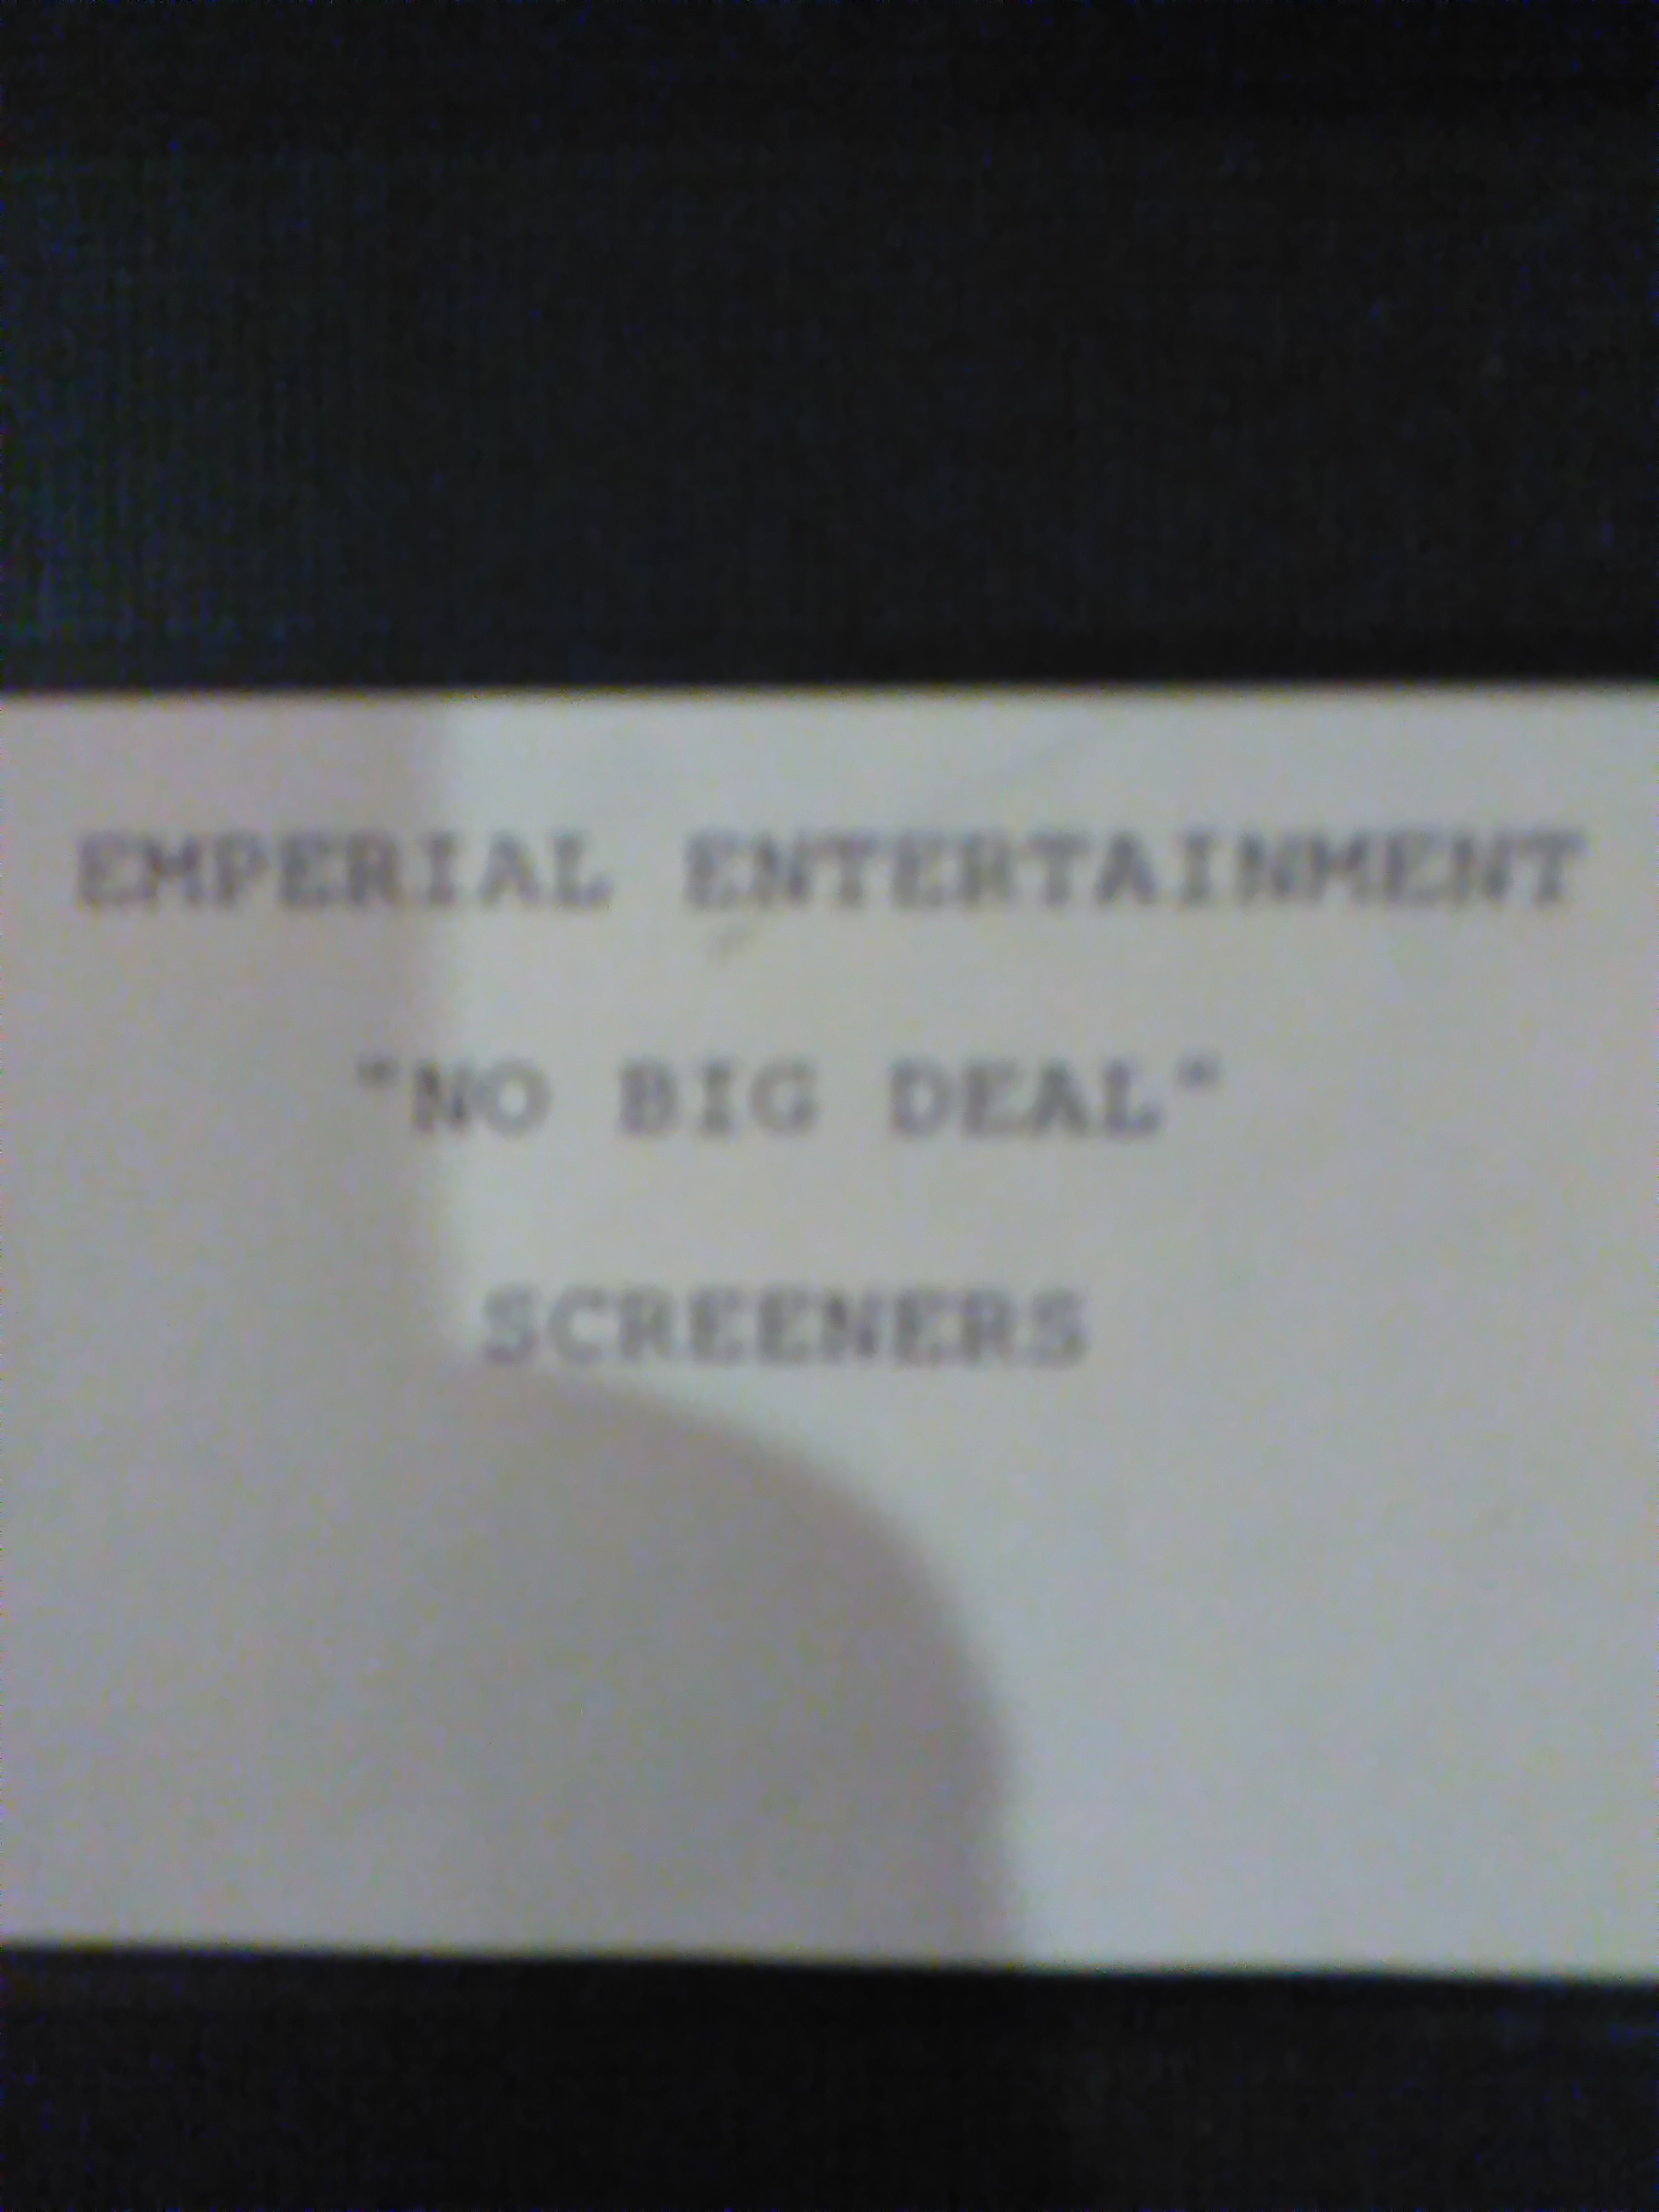 EMPERIAL ENTERTAINMENT
"NO BIG DEAL"
SCREENERS